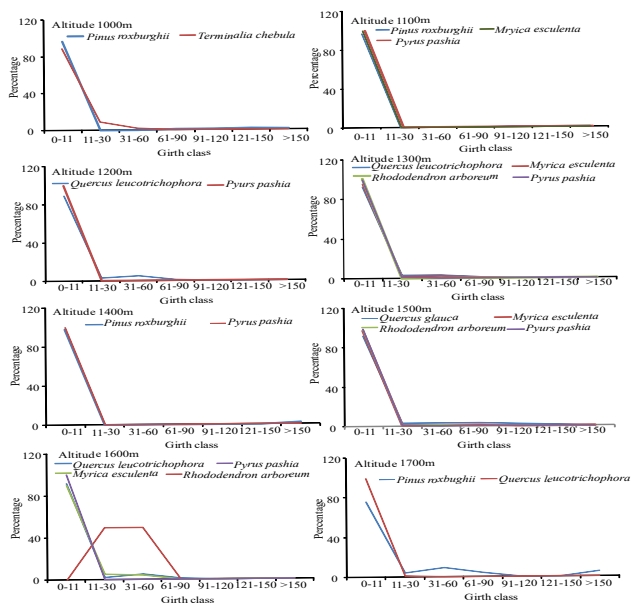 Altitude 1000m
Pinus roxburghii Terminalia chebula
Percentage
120
80
40
0
0-11 11-30 31-60 61-90 91-120 121-150 >150
Girth class
Altitude 1100m
Pinus roxburghii Mryica esculenta
Pyrus pashia
Percentage
120
80
40
0
0-11 11-30 31-60 61-90 91-120 121-150 >150
Girth class
Altitude 1200m
Quercus leucotrichophora Pyurs pashia
Percentage
120
80
40
0
0-11 11-30 31-60 61-90 91-120 121-150 >150
Girth class
Altitude 1300m
Quercus leucotrichophora Myrica esculenta
Rhododendron arboreum Pyrus pashia
Percentage
120
80
40
0
0-11 11-30 31-60 61-90 91-120 121-150 >150
Girth class
Altitude 1400m
Pinus roxburghii Pyrus pashia
Percentage
120
80
40
0
0-11 11-30 31-60 61-90 91-120 121-150 >150
Girth class
Altitude 1500m
Quercus glauca Myrica esculenta
Rhododendron arboreum Pyurs pashia
Percentage
120
80
40
0
0-11 11-30 31-60 61-90 91-120 121-150 >150
Girth class
Altitude 1600m
Quercus leucotrichophora Pyrus pashia
Myrica esculenta Rhododendron arboreum
Percentage
120
80
40
0
0-11 11-30 31-60 61-90 91-120 121-150 >150
Girth class
Altitude 1700m
Pinus roxbughii Quercus leucotrichophora
Percentage
120
80
40
0
0-11 11-30 31-60 61-90 91-120 121-150 >150
Girth class